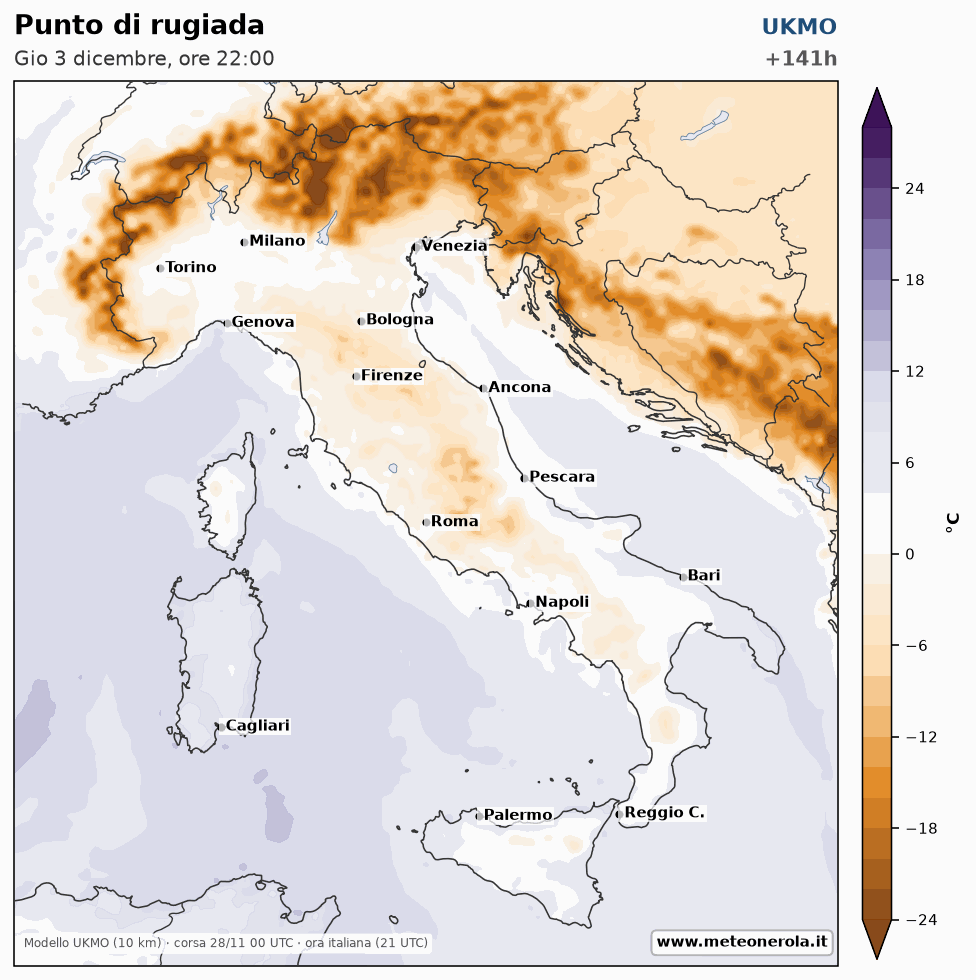 Punto di rugiada
UKMO
Gio 3 dicembre, ore 22:00
+141h
Milano
Venezia
Torino
Genova
Bologna
Firenze
Ancona
Pescara
Roma
Bari
Napoli
Cagliari
Palermo
Reggio C.
24
18
12
6
0
−6
−12
−18
−24
°C
Modello UKMO (10 km) · corsa 28/11 00 UTC · ora italiana (21 UTC)
www.meteonerola.it